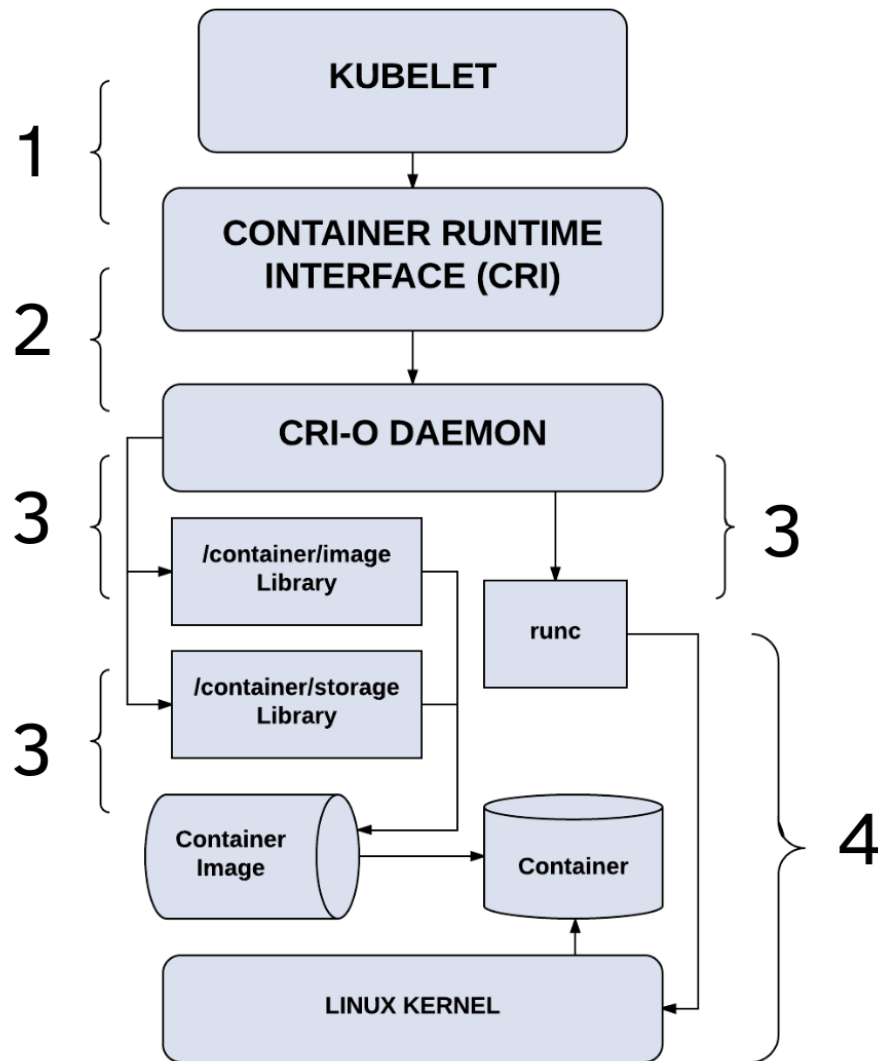 KUBELET
1
CONTAINER RUNTIME
INTERFACE (CRI)
2
CRI-O DAEMON
3
3
/container/image
Library
runc
/container/storage
Library
3
4
Container
Image
Container
LINUX KERNEL